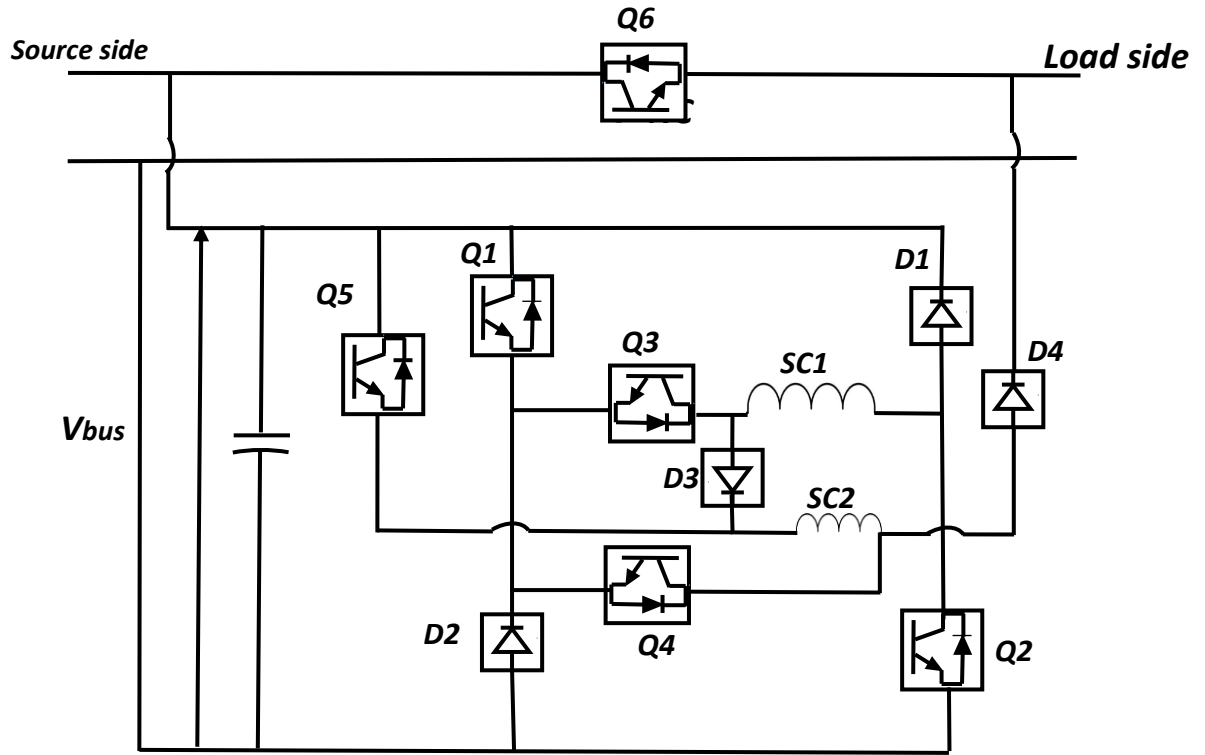 Q6
Source side
Load side
Q1
D1
Q5
Q3
SC1
D4
Vbus
D3
SC2
D2
Q4
Q2